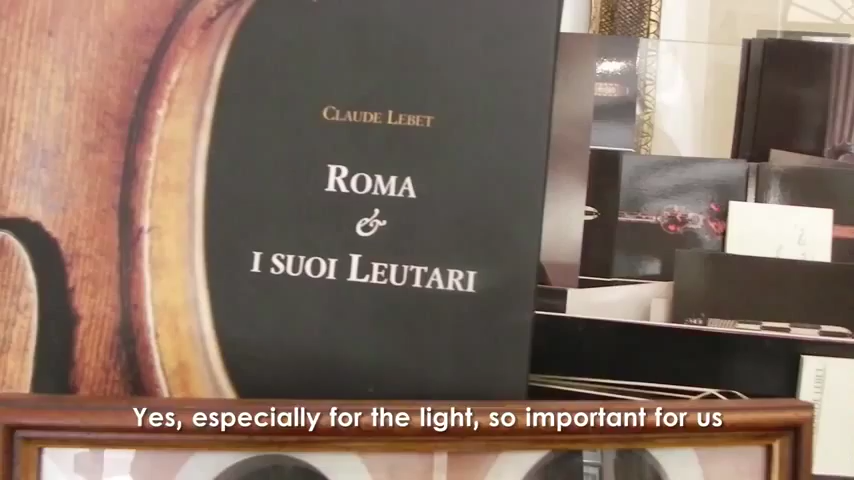 CLAUDE LEBET
ROMA
&
I SUOI LEUTARI
Yes, especially for the light, so important for us